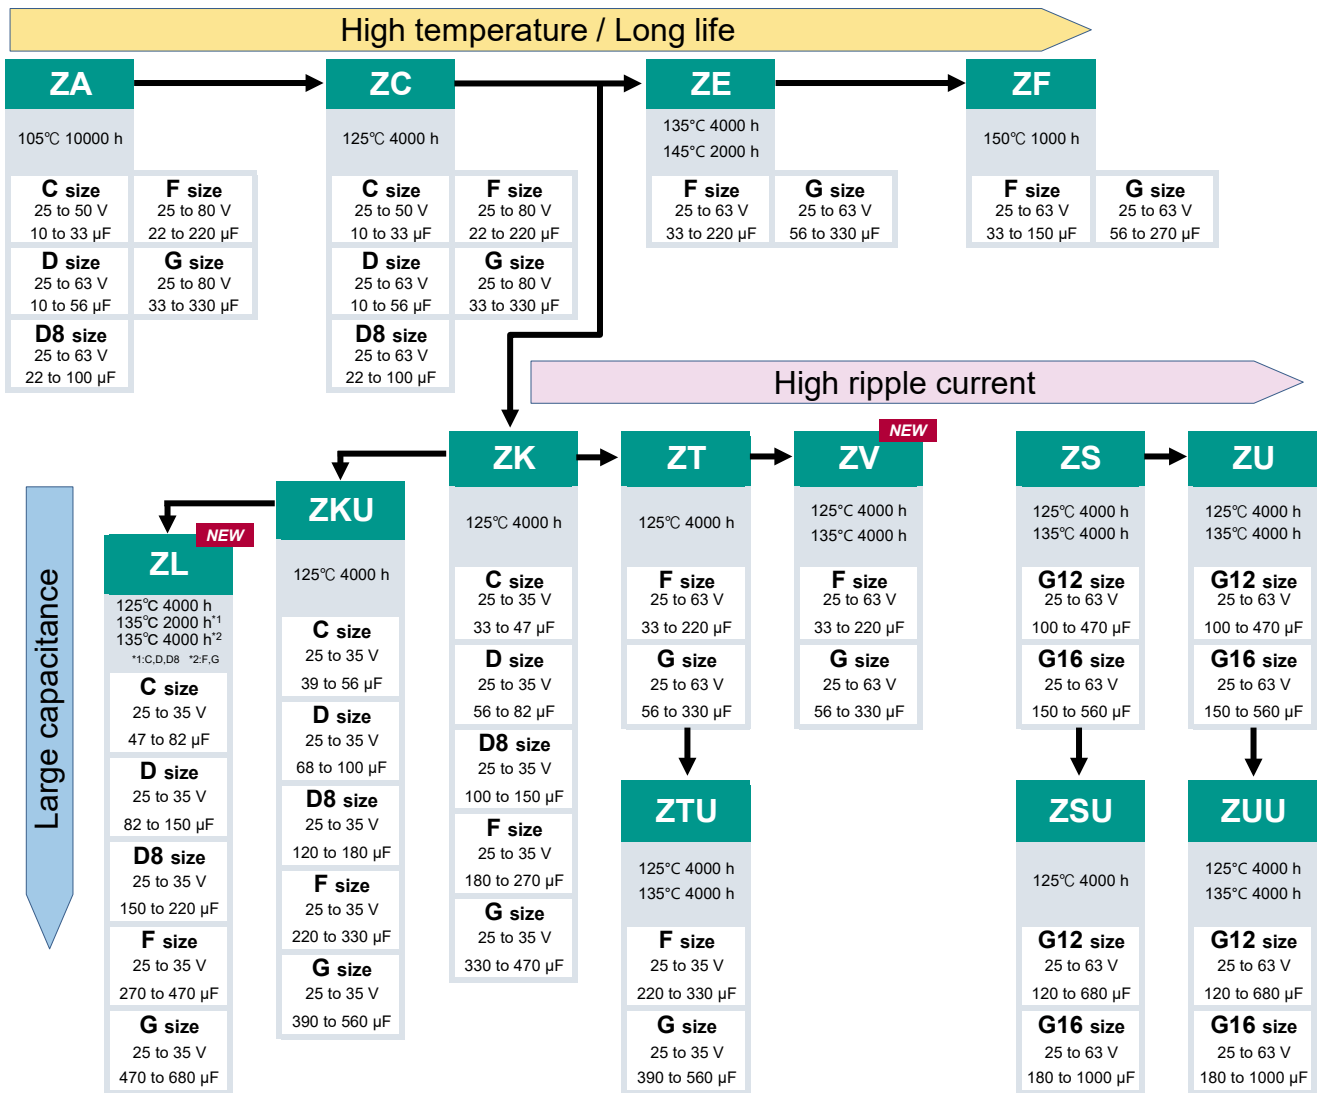 High temperature / Long life
ZA
105℃ 10000 h
C size
25 to 50 V
10 to 33 µF
F size
25 to 80 V
22 to 220 µF
D size
25 to 63 V
10 to 56 µF
G size
25 to 80 V
33 to 330 µF
D8 size
25 to 63 V
22 to 100 µF
ZC
125℃ 4000 h
C size
25 to 50 V
10 to 33 µF
F size
25 to 80 V
22 to 220 µF
D size
25 to 63 V
10 to 56 µF
G size
25 to 80 V
33 to 330 µF
D8 size
25 to 63 V
22 to 100 µF
ZE
135°C 4000 h
145°C 2000 h
F size
25 to 63 V
33 to 220 µF
G size
25 to 63 V
56 to 330 µF
ZF
150℃ 1000 h
F size
25 to 63 V
33 to 150 µF
G size
25 to 63 V
56 to 270 µF
High ripple current
Large capacitance
NEW
ZL
125℃ 4000 h
135℃ 2000 h*1
135℃ 4000 h*2
*1:C,D,D8 *2:F,G
C size
25 to 35 V
47 to 82 µF
D size
25 to 35 V
82 to 150 µF
D8 size
25 to 35 V
150 to 220 µF
F size
25 to 35 V
270 to 470 µF
G size
25 to 35 V
470 to 680 µF
ZKU
125℃ 4000 h
C size
25 to 35 V
39 to 56 µF
D size
25 to 35 V
68 to 100 µF
D8 size
25 to 35 V
120 to 180 µF
F size
25 to 35 V
220 to 330 µF
G size
25 to 35 V
390 to 560 µF
ZK
125℃ 4000 h
C size
25 to 35 V
33 to 47 µF
D size
25 to 35 V
56 to 82 µF
D8 size
25 to 35 V
100 to 150 µF
F size
25 to 35 V
180 to 270 µF
G size
25 to 35 V
330 to 470 µF
ZT
125℃ 4000 h
F size
25 to 63 V
33 to 220 µF
G size
25 to 63 V
56 to 330 µF
ZTU
125°C 4000 h
135°C 4000 h
F size
25 to 35 V
220 to 330 µF
G size
25 to 35 V
390 to 560 µF
NEW
ZV
125°C 4000 h
135°C 4000 h
F size
25 to 63 V
33 to 220 µF
G size
25 to 63 V
56 to 330 µF
ZS
125℃ 4000 h
135℃ 4000 h
G12 size
25 to 63 V
100 to 470 µF
G16 size
25 to 63 V
150 to 560 µF
ZSU
125℃ 4000 h
G12 size
25 to 63 V
120 to 680 µF
G16 size
25 to 63 V
180 to 1000 µF
ZU
125℃ 4000 h
135℃ 4000 h
G12 size
25 to 63 V
100 to 470 µF
G16 size
25 to 63 V
150 to 560 µF
ZUU
125°C 4000 h
135°C 4000 h
G12 size
25 to 63 V
120 to 680 µF
G16 size
25 to 63 V
180 to 1000 µF